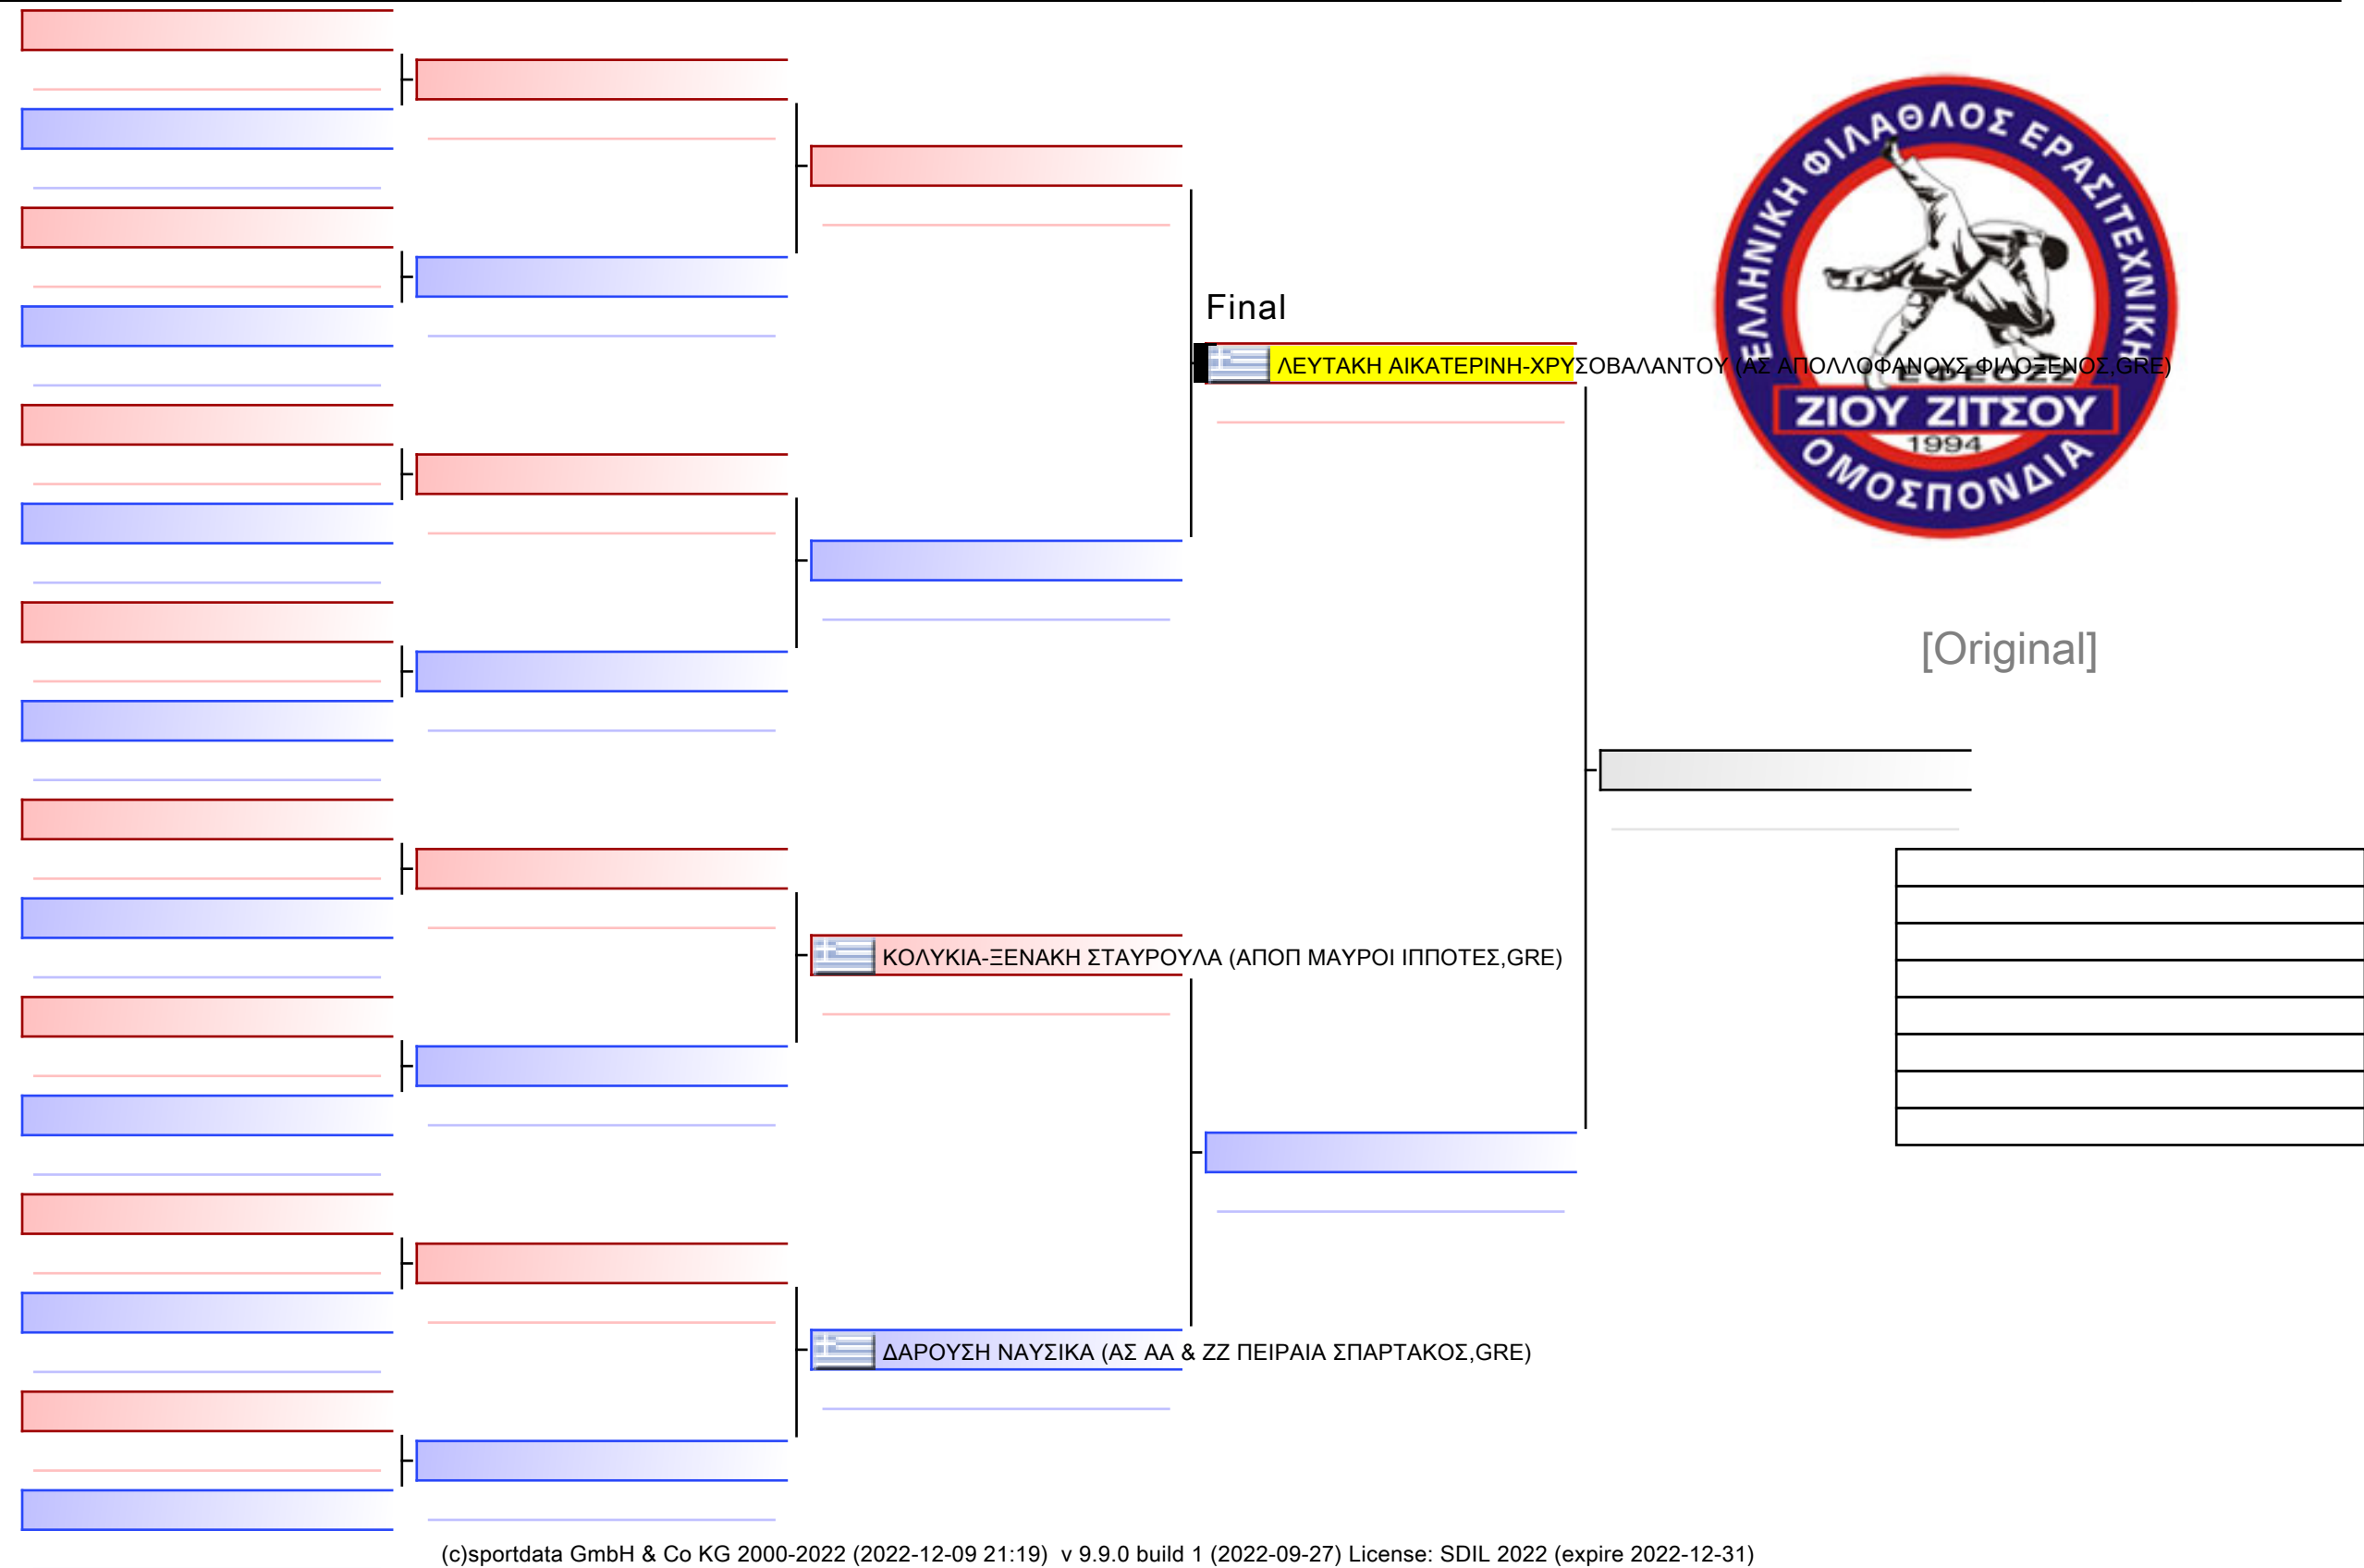 ΕΛΛΗΝΙΚΗ ΦΙΛΑΘΛΟΣ ΕΡΑΣΙΤΕΧΝΙΚΗ
Final
ΛΕΥΤΑΚΗ ΑΙΚΑΤΕΡΙΝΗ-ΧΡΥΣΟΒΑΛΑΝΤΟΥ (ΑΣ ΑΠΟΛΛΟΦΑΝΟΥΣ ΦΙΛΟΞΕΝΟΣ,GRE)
ΕΦΕΟΖΖ
ΖΙΟΥ ΖΙΤΣΟΥ
1994
ΟΜΟΣΠΟΝΔΙΑ
[Original]
ΚΟΛΥΚΙΑ-ΞΕΝΑΚΗ ΣΤΑΥΡΟΥΛΑ (ΑΠΟΠ ΜΑΥΡΟΙ ΙΠΠΟΤΕΣ,GRE)
ΔΑΡΟΥΣΗ ΝΑΥΣΙΚΑ (ΑΣ ΑΑ & ΖΖ ΠΕΙΡΑΙΑ ΣΠΑΡΤΑΚΟΣ,GRE)
(c)sportdata GmbH & Co KG 2000-2022 (2022-12-09 21:19) v 9.9.0 build 1 (2022-09-27) License: SDIL 2022 (expire 2022-12-31)